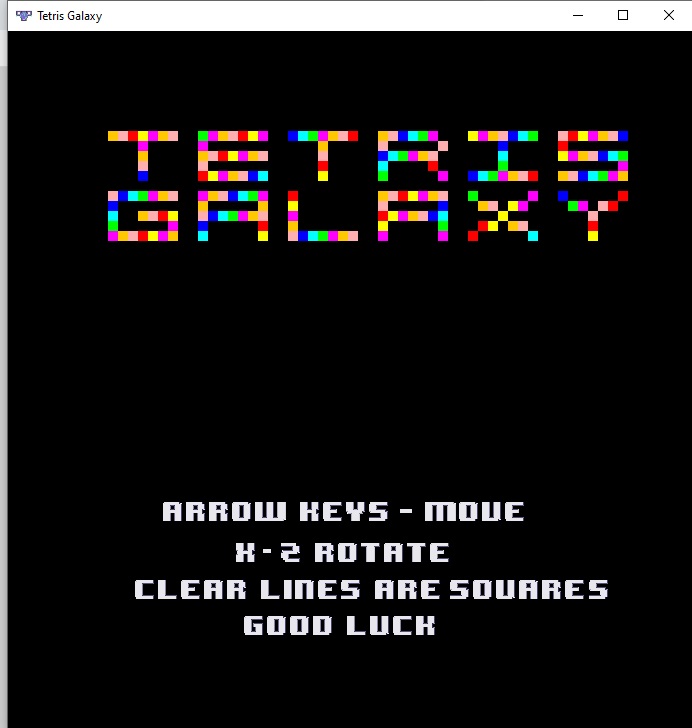 Tetris Galaxy
TETRIS
GALAXY
ARROW KEYS - MOVE
X-Z ROTATE
CLEAR LINES ARE SQUARES
GOOD LUCK